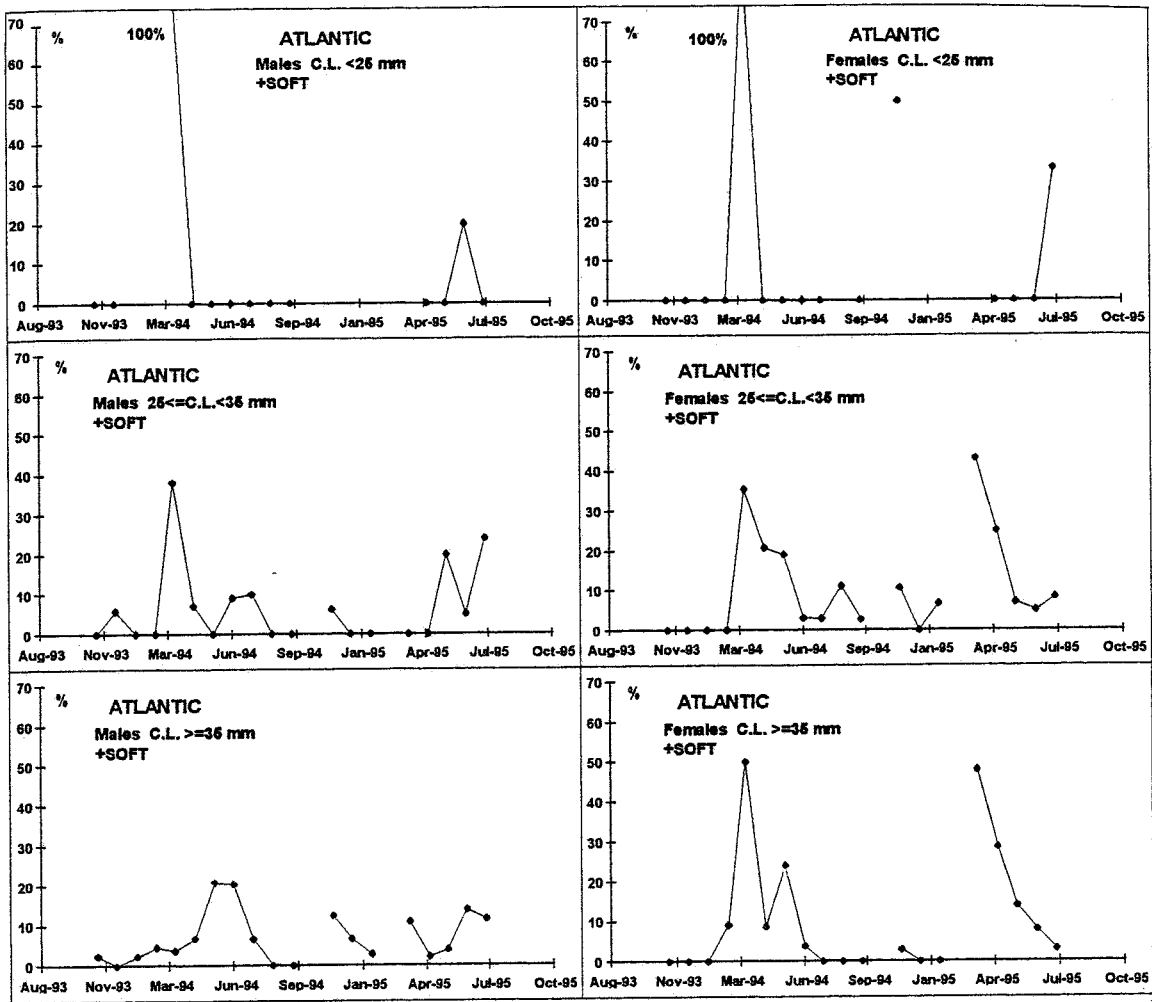 70 % 100% ATLANTIC
Males C.L. <25 mm
+SOFT
60
50
40
30
20
10
0
Aug-93 Nov-93 Mar-94 Jun-94 Sep-94 Jan-95 Apr-95 Jul-95 Oct-95
70 % 100% ATLANTIC
Females C.L. <25 mm
+SOFT
60
50
40
30
20
10
0
Aug-93 Nov-93 Mar-94 Jun-94 Sep-94 Jan-95 Apr-95 Jul-95 Oct-95
70 % ATLANTIC
Males 25<=C.L.<35 mm
+SOFT
60
50
40
30
20
10
0
Aug-93 Nov-93 Mar-94 Jun-94 Sep-94 Jan-95 Apr-95 Jul-95 Oct-95
70 % ATLANTIC
Females 25<=C.L.<35 mm
+SOFT
60
50
40
30
20
10
0
Aug-93 Nov-93 Mar-94 Jun-94 Sep-94 Jan-95 Apr-95 Jul-95 Oct-95
70 % ATLANTIC
Males C.L. >=35 mm
+SOFT
60
50
40
30
20
10
0
Aug-93 Nov-93 Mar-94 Jun-94 Sep-94 Jan-95 Apr-95 Jul-95 Oct-95
70 % ATLANTIC
Females C.L. >=35 mm
+SOFT
60
50
40
30
20
10
0
Aug-93 Nov-93 Mar-94 Jun-94 Sep-94 Jan-95 Apr-95 Jul-95 Oct-95